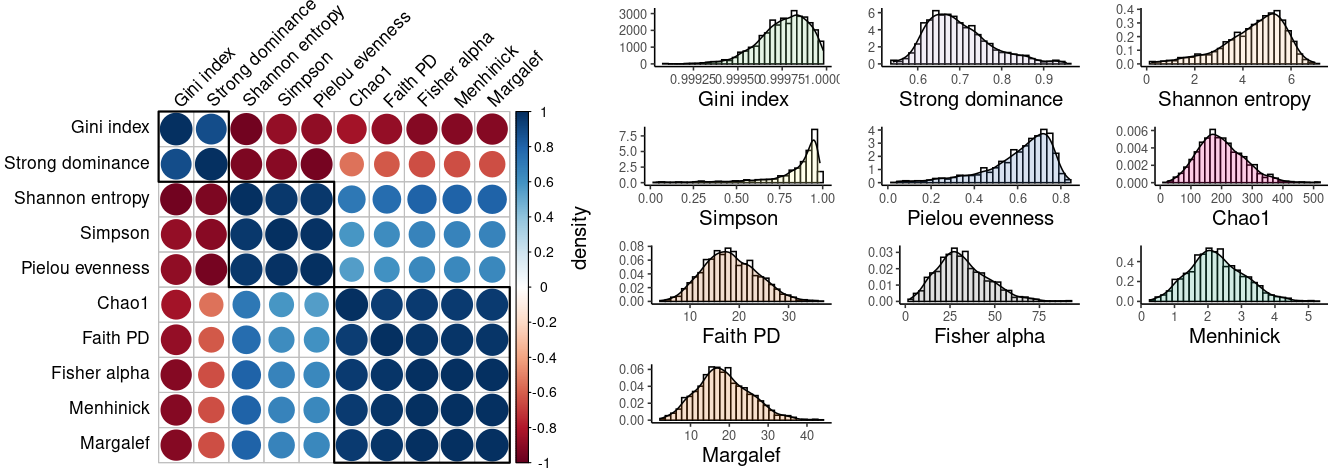 Gini index
Strong dominance
Shannon entropy
Simpson
Pielou evenness
Chao1
Faith PD
Fisher alpha
Menhinick
Margalef
Gini index
Strong dominance
Shannon entropy
Simpson
Pielou evenness
Chao1
Faith PD
Fisher alpha
Menhinick
Margalef
1
0.8
0.6
0.4
0.2
0
-0.2
-0.4
-0.6
-0.8
-1
density
3000
2000
1000
0
0.999925 0.999950 0.999975 1.0000
Gini index
6
4
2
0
0.6 0.7 0.8 0.9
Strong dominance
0.4
0.3
0.2
0.1
0.0
0 2 4 6
Shannon entropy
7.5
5.0
2.5
0.0
0.00 0.25 0.50 0.75 1.00
Simpson
4
3
2
1
0
0.0 0.2 0.4 0.6 0.8
Pielou evenness
0.006
0.004
0.002
0.000
0 100 200 300 400 500
Chao1
0.08
0.06
0.04
0.02
0.00
10 20 30
Faith PD
0.03
0.02
0.01
0.00
0 25 50 75
Fisher alpha
0.4
0.2
0.0
0 1 2 3 4 5
Menhinick
0.06
0.04
0.02
0.00
10 20 30 40
Margalef